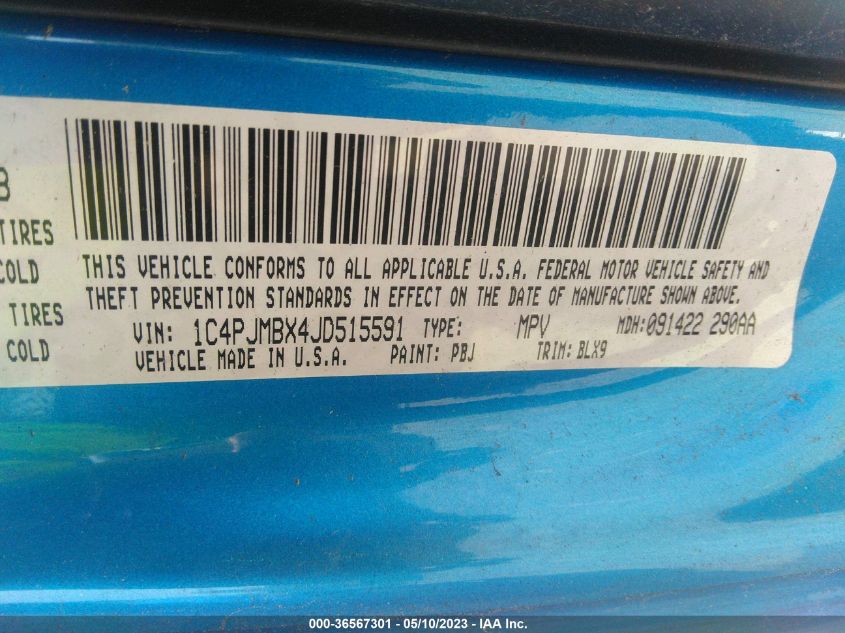 B
TIRES
COLD
TIRES
COLD
THIS VEHICLE CONFORMS TO ALL APPLICABLE U.S.A. FEDERAL MOTOR VEHICLE SAFETY AND
THEFT PREVENTION STANDARDS IN EFFECT ON THE DATE OF MANUFACTURE SHOWN ABOVE.
VIN: 1C4PJMBX4JD515591 TYPE: MPV MDH:091422 290AA
VEHICLE MADE IN U.S.A. PAINT: PBJ TRIM: BLX9
000-36567301 - 05/10/2023 - IAA Inc.